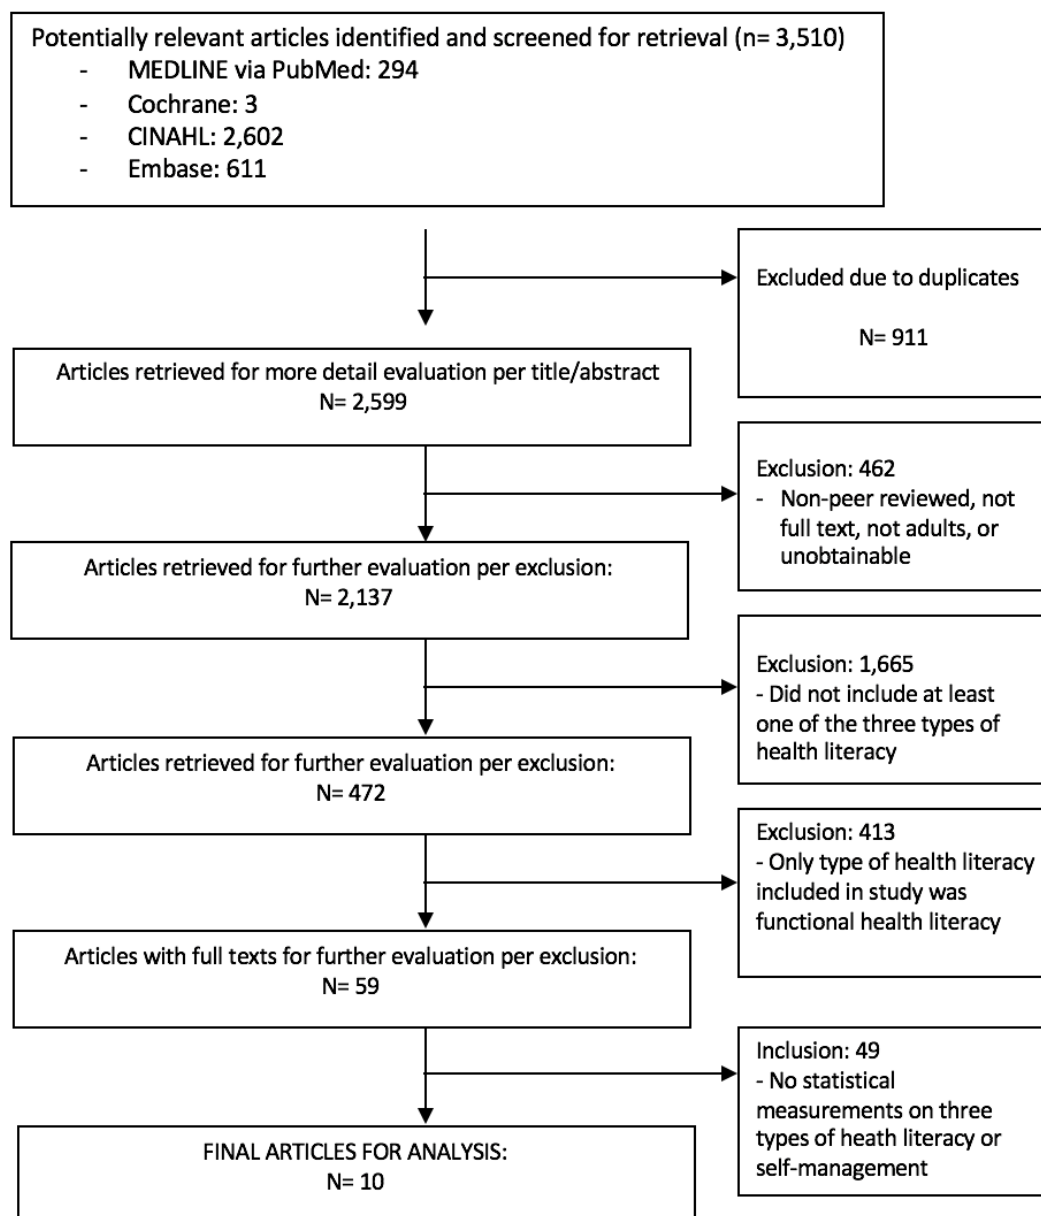 Potentially relevant articles identified and screened for retrieval (n= 3,510)
- MEDLINE via PubMed: 294
- Cochrane: 3
- CINAHL: 2,602
- Embase: 611
Excluded due to duplicates
N= 911
Articles retrieved for more detail evaluation per title/abstract
N= 2,599
Exclusion: 462
- Non-peer reviewed, not
full text, not adults, or
unobtainable
Articles retrieved for further evaluation per exclusion:
N= 2,137
Exclusion: 1,665
- Did not include at least
one of the three types of
health literacy
Articles retrieved for further evaluation per exclusion:
N= 472
Exclusion: 413
- Only type of health literacy
included in study was
functional health literacy
Articles with full texts for further evaluation per exclusion:
N= 59
Inclusion: 49
- No statistical
measurements on three
types of heath literacy or
self-management
FINAL ARTICLES FOR ANALYSIS:
N= 10